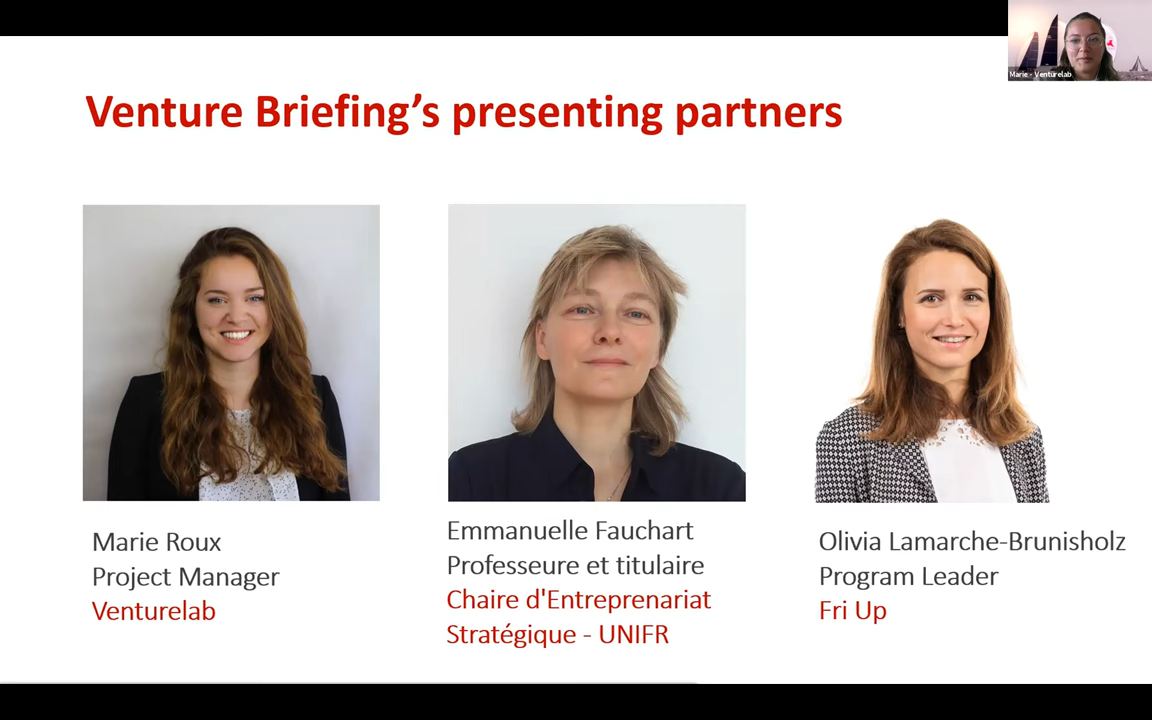 Marie - Venturelab
Venture Briefing's presenting partners
Marie Roux
Project Manager
Venturelab
Emmanuelle Fauchart
Professeure et titulaire
Chaire d'Entreprenariat
Stratégique - UNIFR
Olivia Lamarche-Brunisholz
Program Leader
Fri Up